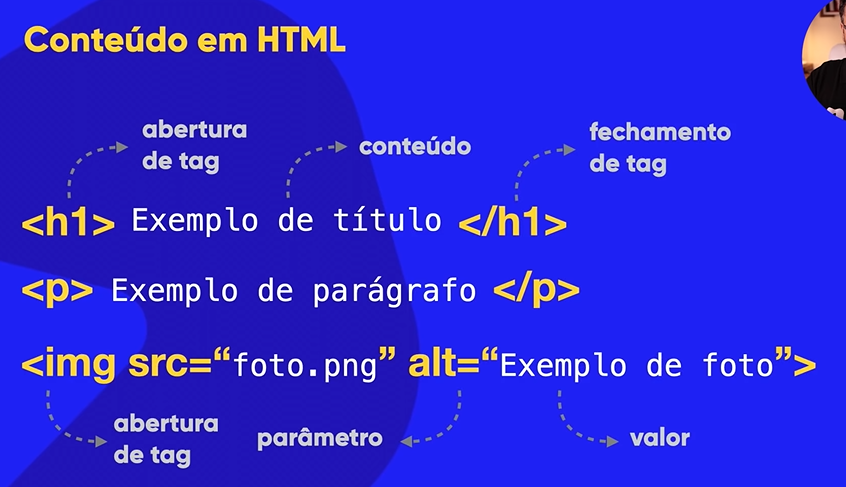 Conteúdo em HTML
abertura
de tag
conteúdo
fechamento
de tag
<h1> Exemplo de título </h1>
<p> Exemplo de parágrafo </p>
<img src=“foto.png” alt=“Exemplo de foto”>
abertura
de tag
parâmetro
valor